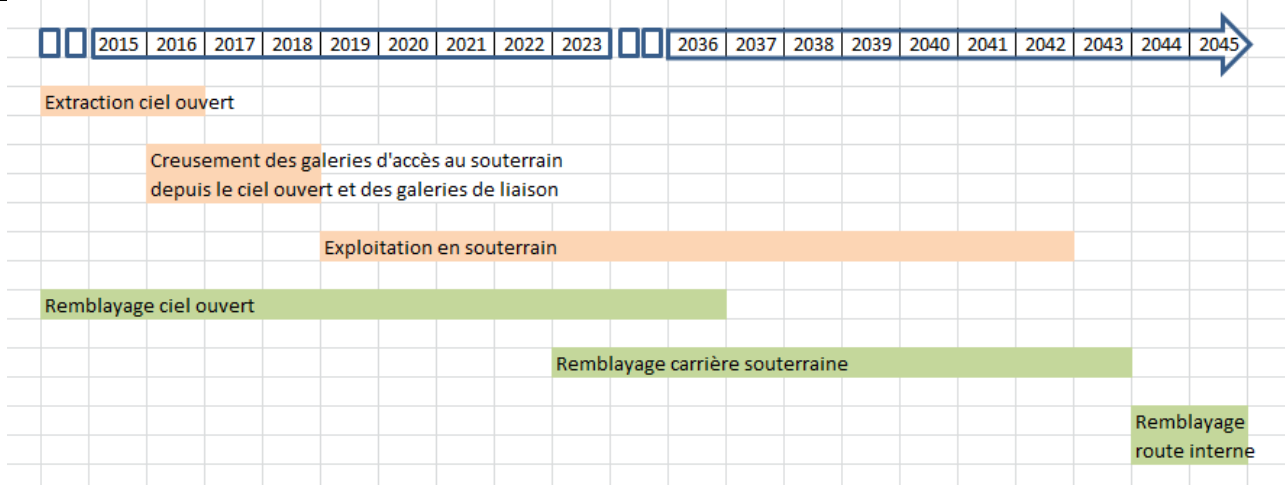 2015 2016 2017 2018 2019 2020 2021 2022 2023 2036 2037 2038 2039 2040 2041 2042 2043 2044 2045
Extraction ciel ouvert
Creusement des galeries d'accès au souterrain
depuis le ciel ouvert et des galeries de liaison
Exploitation en souterrain
Remblayage ciel ouvert
Remblayage carrière souterraine
Remblayage
route interne